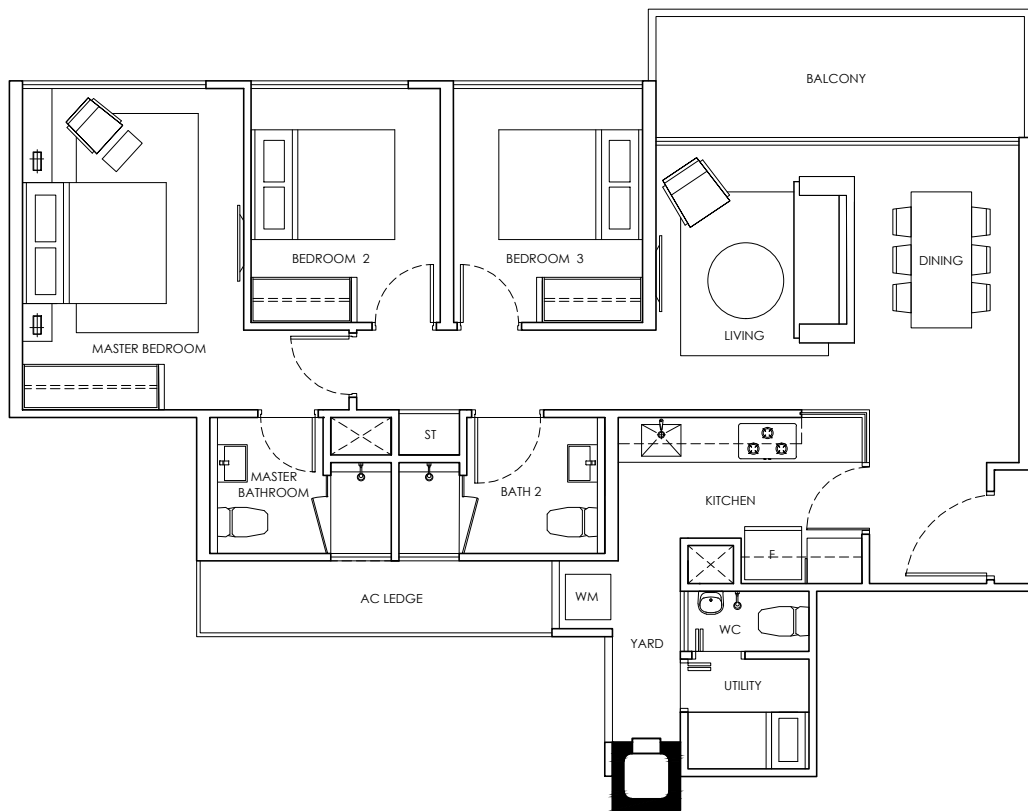 BALCONY
BEDROOM 2
BEDROOM 3
DINING
LIVING
MASTER BEDROOM
ST
MASTER
BATHROOM
BATH 2
KITCHEN
F
AC LEDGE
WM
WC
YARD
UTILITY